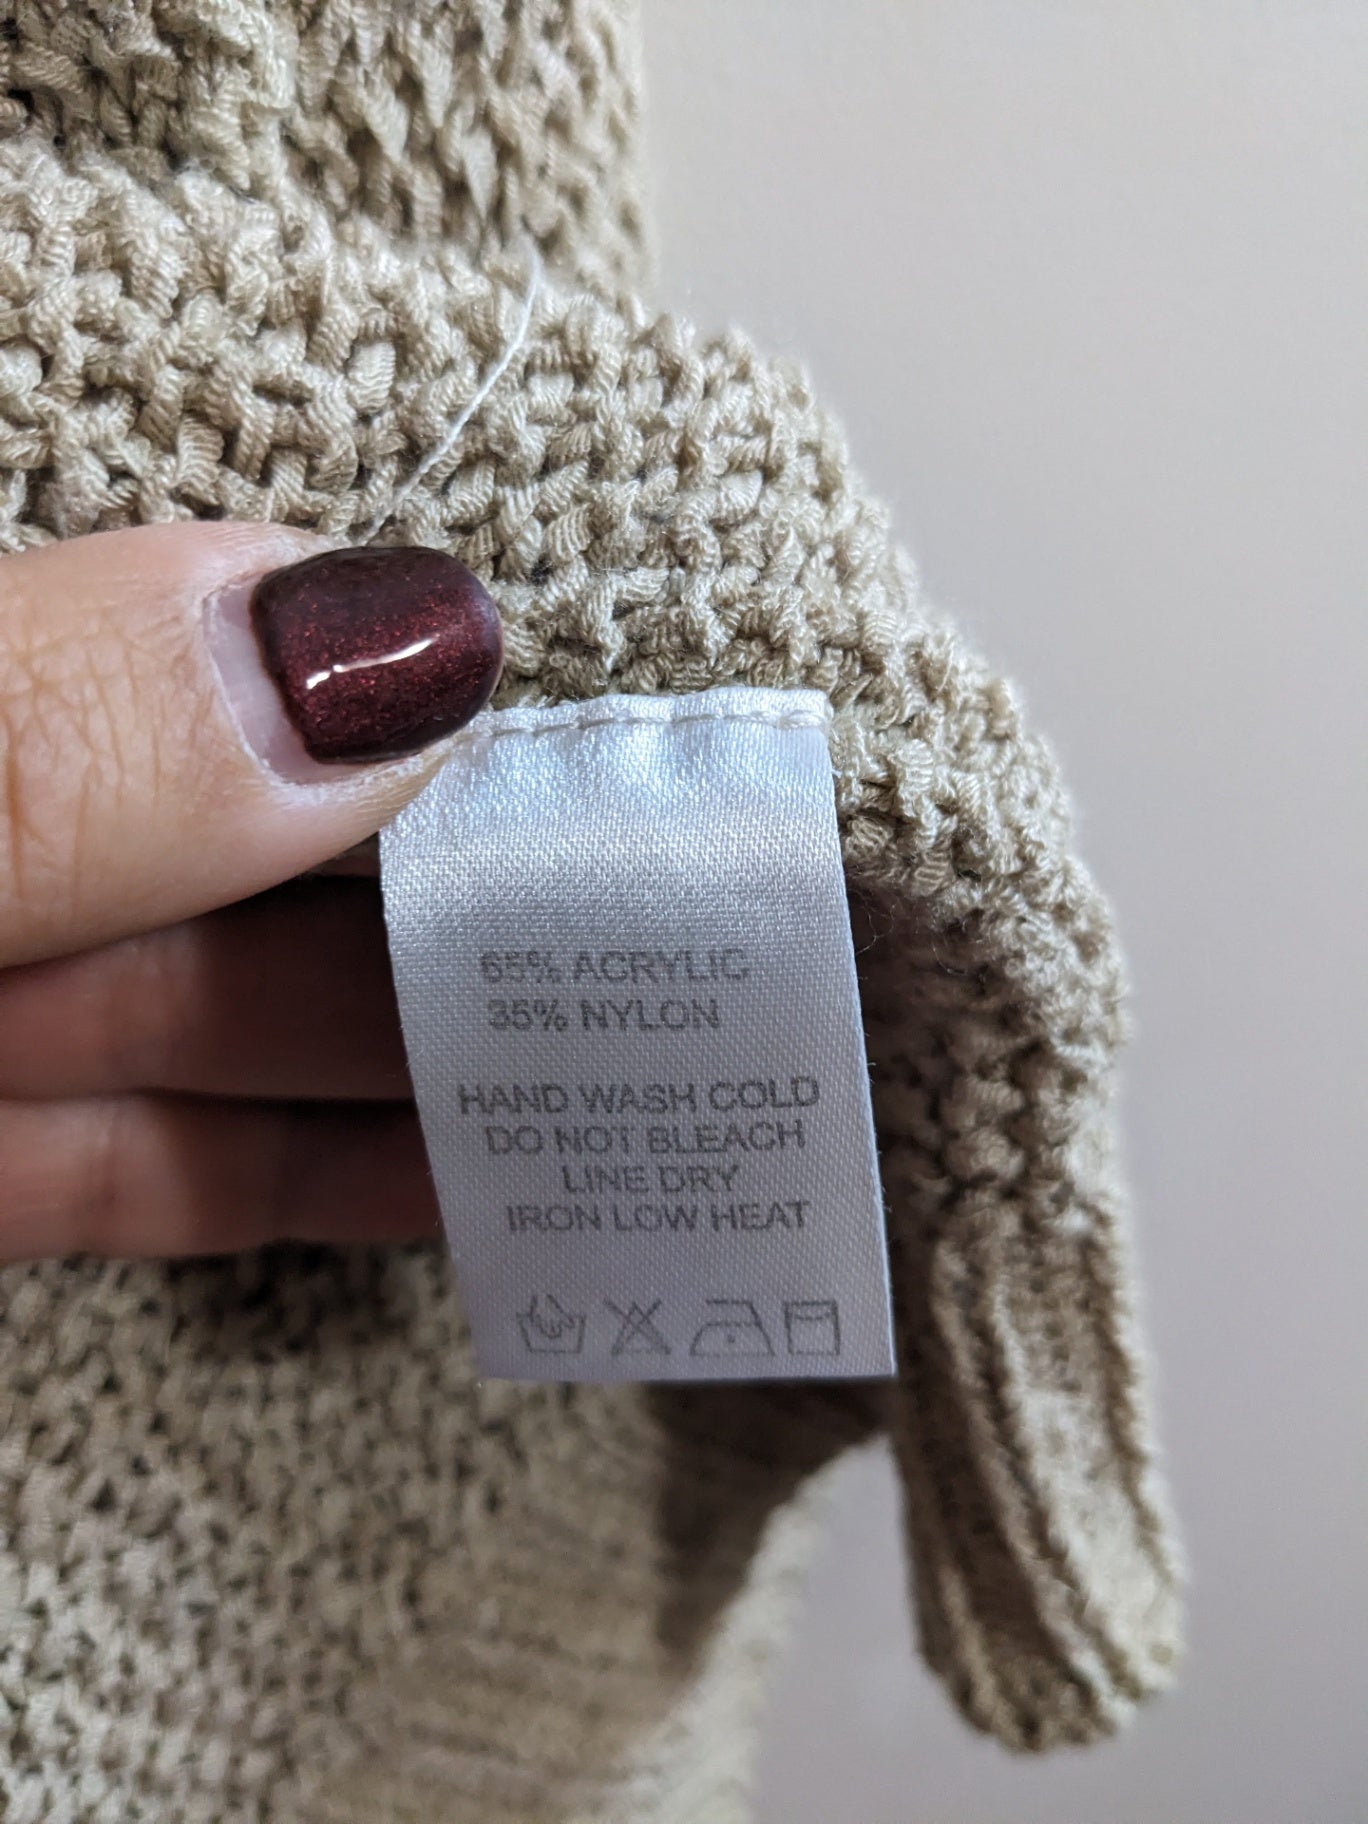 65% ACRYLIC
35% NYLON
HAND WASH COLD
DO NOT BLEACH
LINE DRY
IRON LOW HEAT